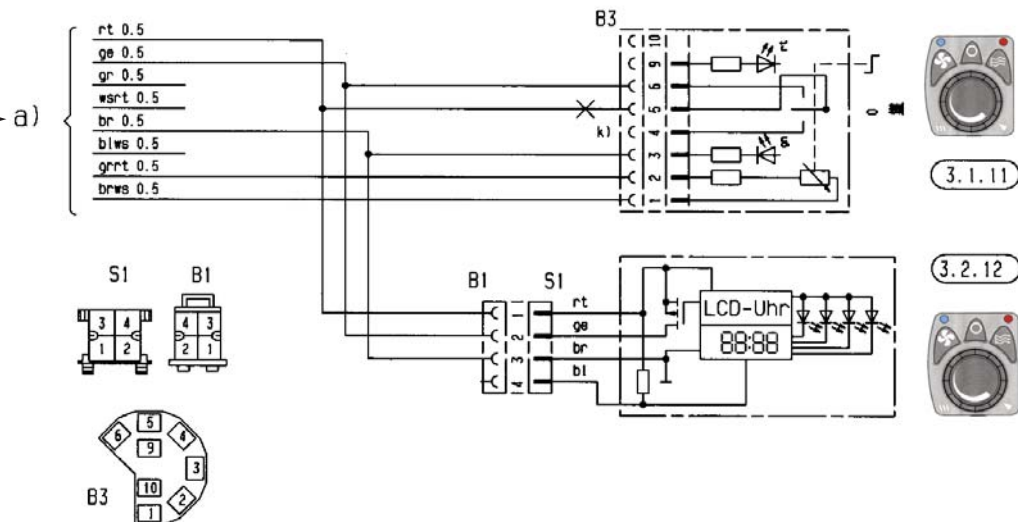 rt 0.5
ge 0.5
gr 0.5
wsrt 0.5
br 0.5
blws 0.5
grrt 0.5
brws 0.5
a)
B3
10
9
6
5
4
3
2
1
k)
rt
0
3.1.11
3.2.12
S1
B1
3 4
1 2
4 3
2 1
B1
S1
1
2
3
4
rt
ge
br
bl
LCD-Uhr
88:88
B3
5
6
4
9
3
10
2
1